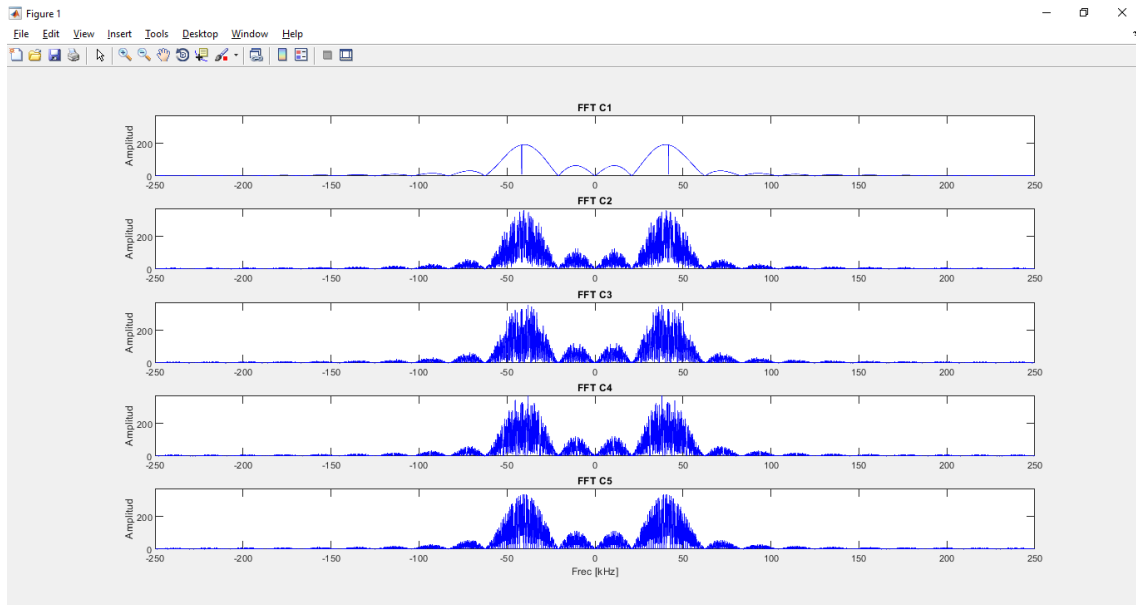 Figure 1
File Edit View Insert Tools Desktop Window Help
FFT C1
Amplitud
200
0
-250 -200 -150 -100 -50 0 50 100 150 200 250
FFT C2
Amplitud
200
0
-250 -200 -150 -100 -50 0 50 100 150 200 250
FFT C3
Amplitud
200
0
-250 -200 -150 -100 -50 0 50 100 150 200 250
FFT C4
Amplitud
200
0
-250 -200 -150 -100 -50 0 50 100 150 200 250
FFT C5
Amplitud
200
0
-250 -200 -150 -100 -50 0 50 100 150 200 250
Frec [kHz]